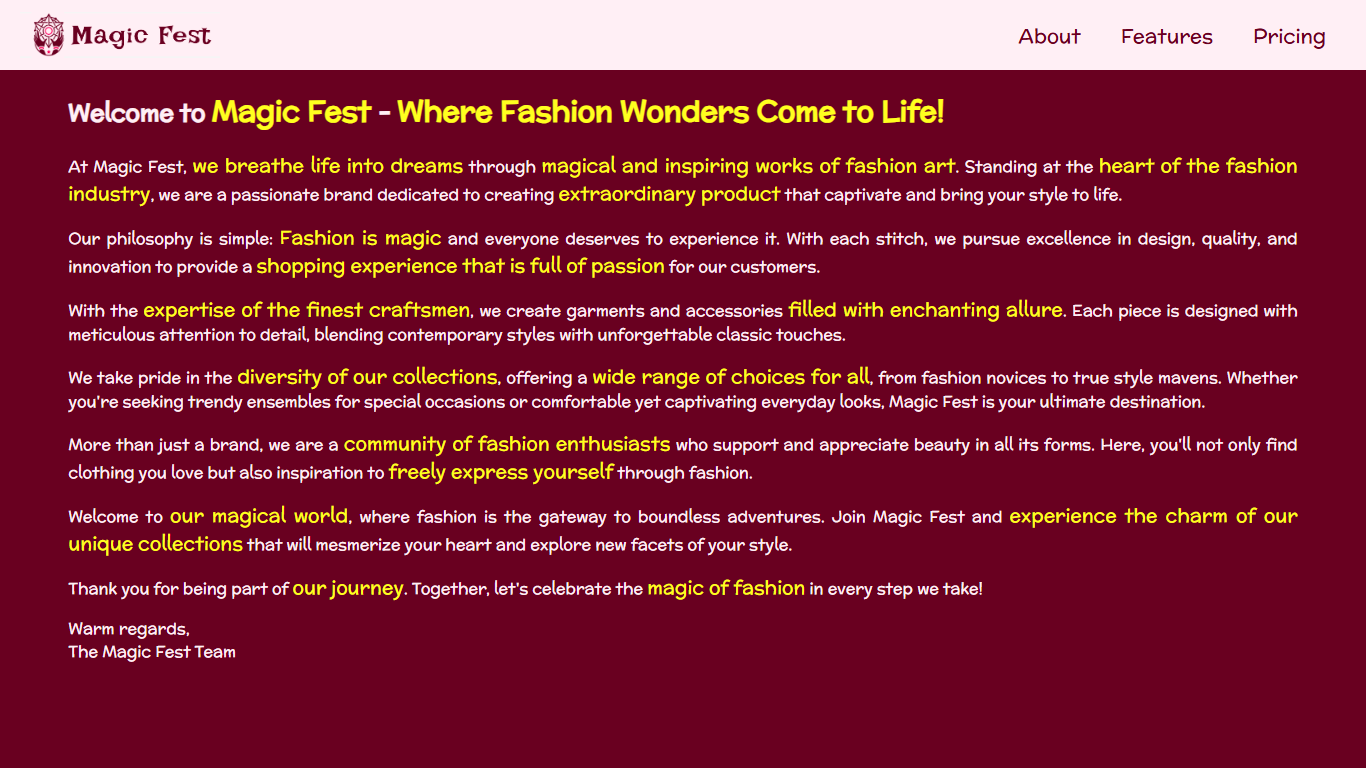 Magic Fest
About Features Pricing
Welcome to Magic Fest - Where Fashion Wonders Come to Life!
At Magic Fest, we breathe life into dreams through magical and inspiring works of fashion art. Standing at the heart of the fashion
industry, we are a passionate brand dedicated to creating extraordinary product that captivate and bring your style to life.
Our philosophy is simple: Fashion is magic and everyone deserves to experience it. With each stitch, we pursue excellence in design, quality, and
innovation to provide a shopping experience that is full of passion for our customers.
With the expertise of the finest craftsmen, we create garments and accessories filled with enchanting allure. Each piece is designed with
meticulous attention to detail, blending contemporary styles with unforgettable classic touches.
We take pride in the diversity of our collections, offering a wide range of choices for all, from fashion novices to true style mavens. Whether
you're seeking trendy ensembles for special occasions or comfortable yet captivating everyday looks, Magic Fest is your ultimate destination.
More than just a brand, we are a community of fashion enthusiasts who support and appreciate beauty in all its forms. Here, you'll not only find
clothing you love but also inspiration to freely express yourself through fashion.
Welcome to our magical world, where fashion is the gateway to boundless adventures. Join Magic Fest and experience the charm of our
unique collections that will mesmerize your heart and explore new facets of your style.
Thank you for being part of our journey. Together, let's celebrate the magic of fashion in every step we take!
Warm regards,
The Magic Fest Team